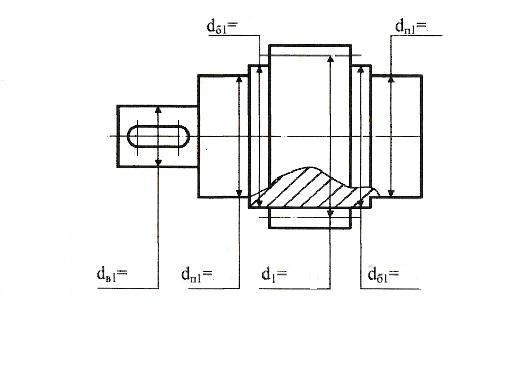 dб1= dп1=
dв1= dп1= d1= dб1=